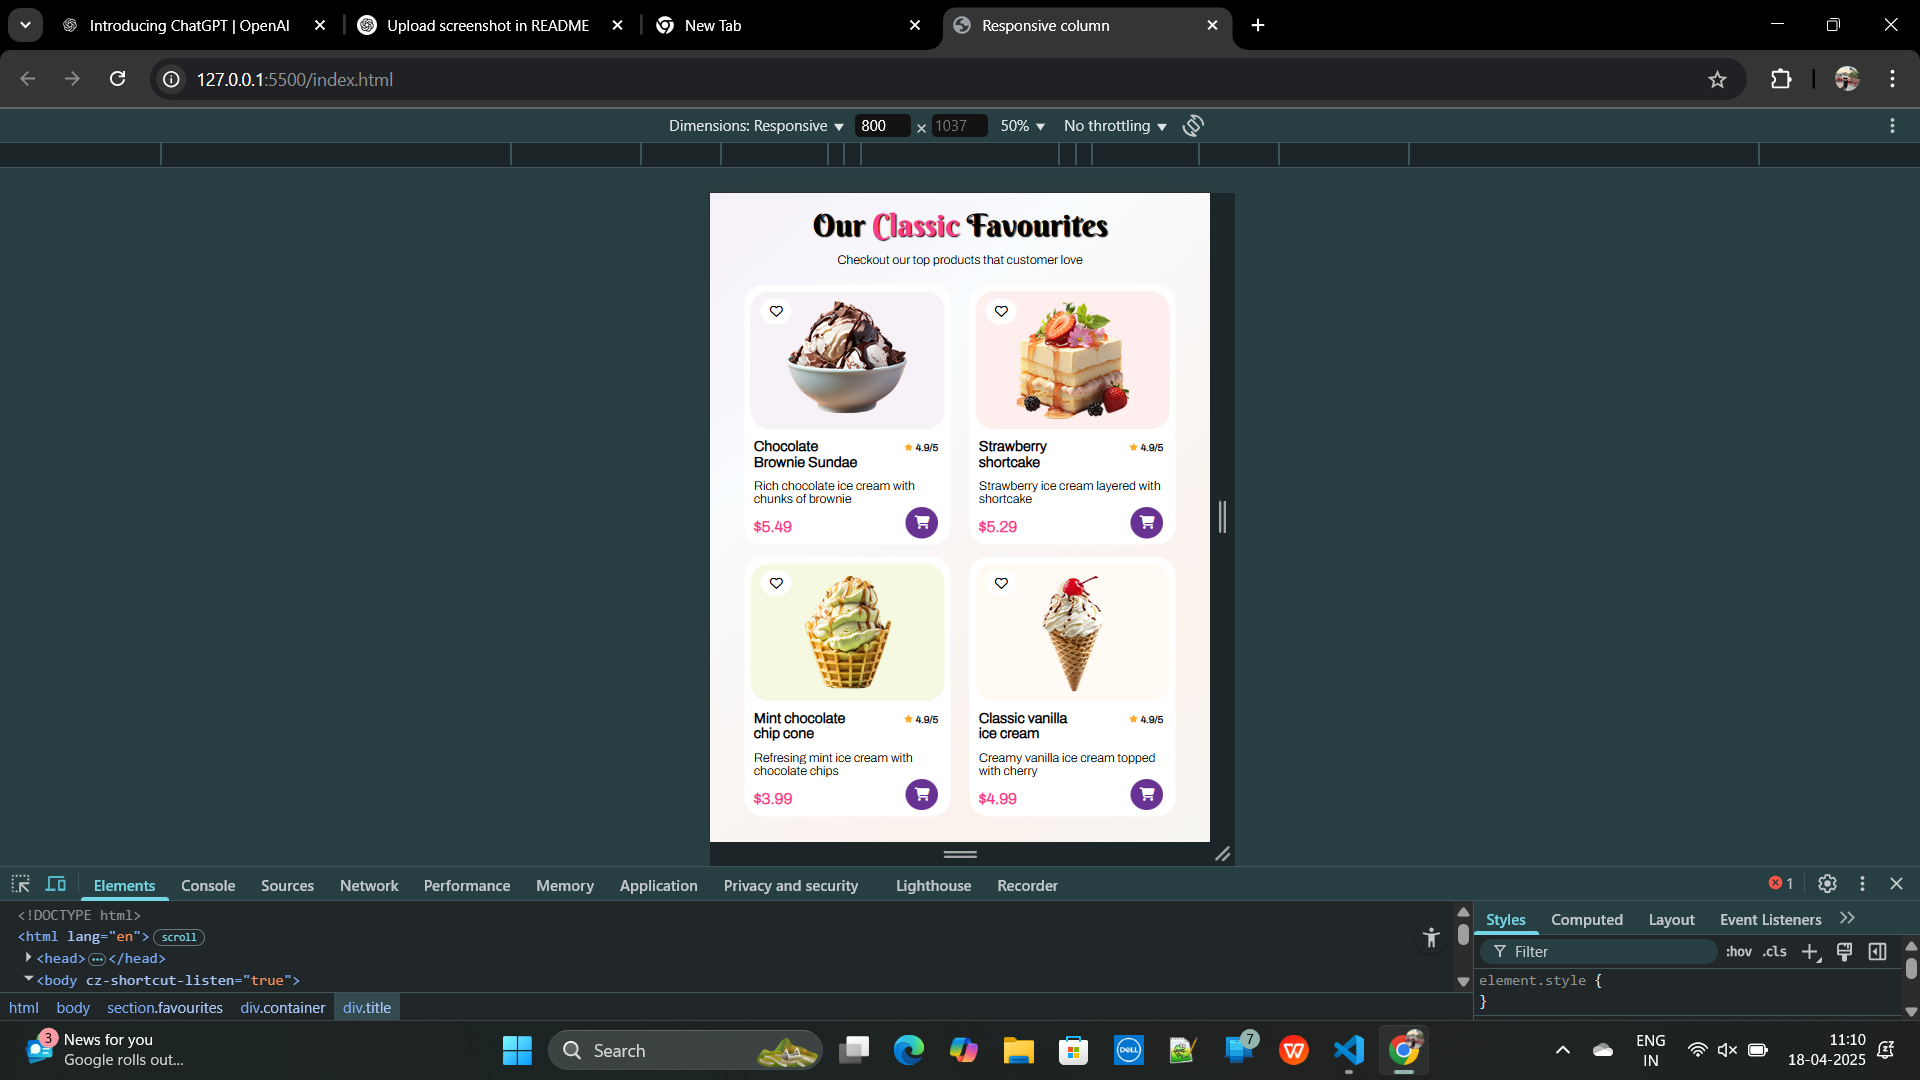 Introducing ChatGPT | OpenAI
Upload screenshot in README
New Tab
Responsive column
127.0.0.1:5500/index.html
Dimensions: Responsive
800
×
1037
50%
No throttling
Our Classic Favourites
Checkout our top products that customer love
Chocolate
Brownie Sundae
4.9/5
Rich chocolate ice cream with
chunks of brownie
$5.49
Strawberry
shortcake
4.9/5
Strawberry ice cream layered with
shortcake
$5.29
Mint chocolate
chip cone
4.9/5
Refresing mint ice cream with
chocolate chips
$3.99
Classic vanilla
ice cream
4.9/5
Creamy vanilla ice cream topped
with cherry
$4.99
Elements
Console
Sources
Network
Performance
Memory
Application
Privacy and security
Lighthouse
Recorder
1
<!DOCTYPE html>
<html lang="en"> scroll
<head> ⋯ </head>
<body cz-shortcut-listen="true">
html body section.favourites div.container div.title
Styles
Computed
Layout
Event Listeners
Filter
:hov .cls
element.style {
}
3
News for you
Google rolls out...
Search
DELL
7
W
ENG
IN
11:10
18-04-2025